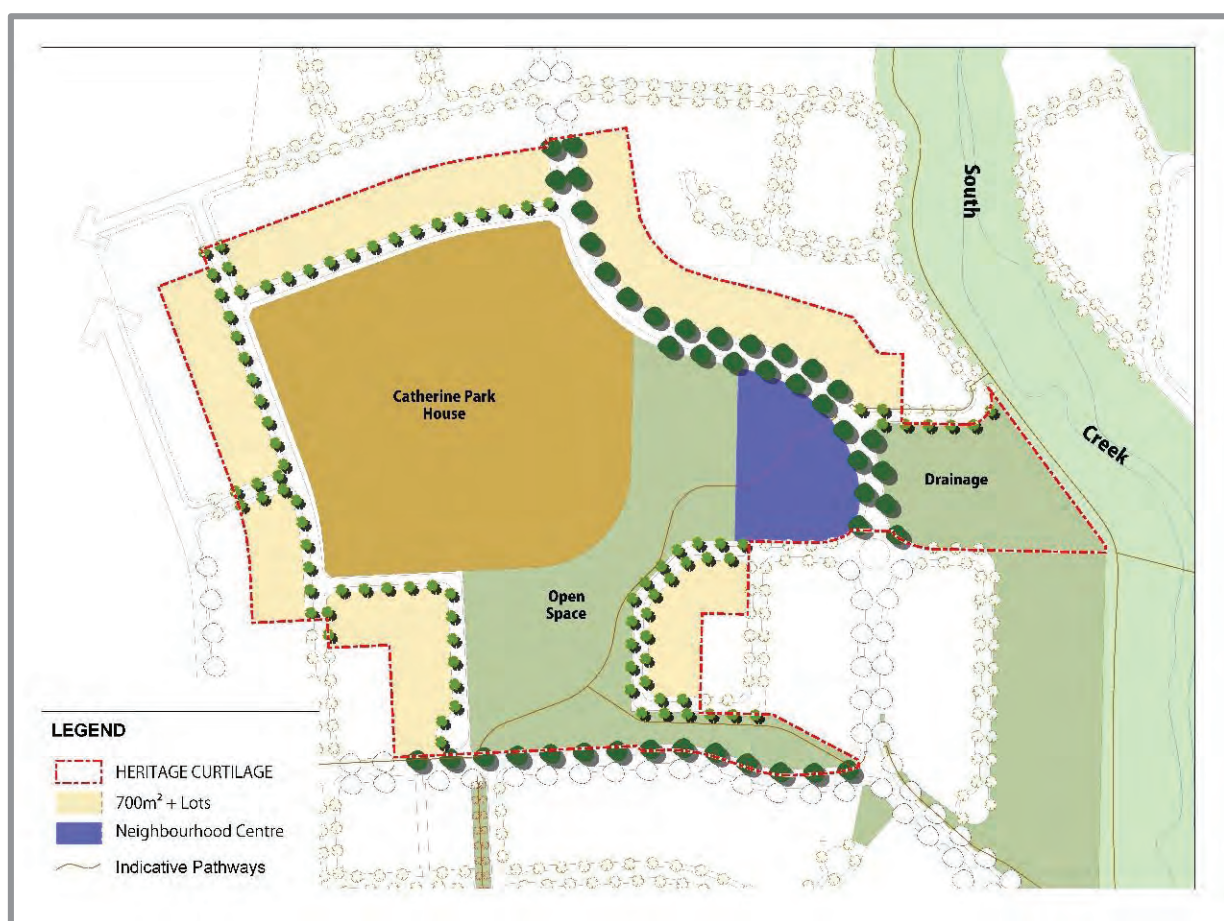 South
Creek
Catherine Park
House
Drainage
Open
Space
LEGEND
HERITAGE CURTILAGE
700m² + Lots
Neighbourhood Centre
Indicative Pathways